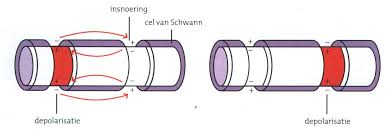 insnoering
cel van Schwann
depolarisatie
depolarisatie